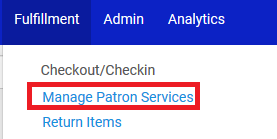 Fulfillment Admin Analytics
Checkout/Checkin
Manage Patron Services
Return Items